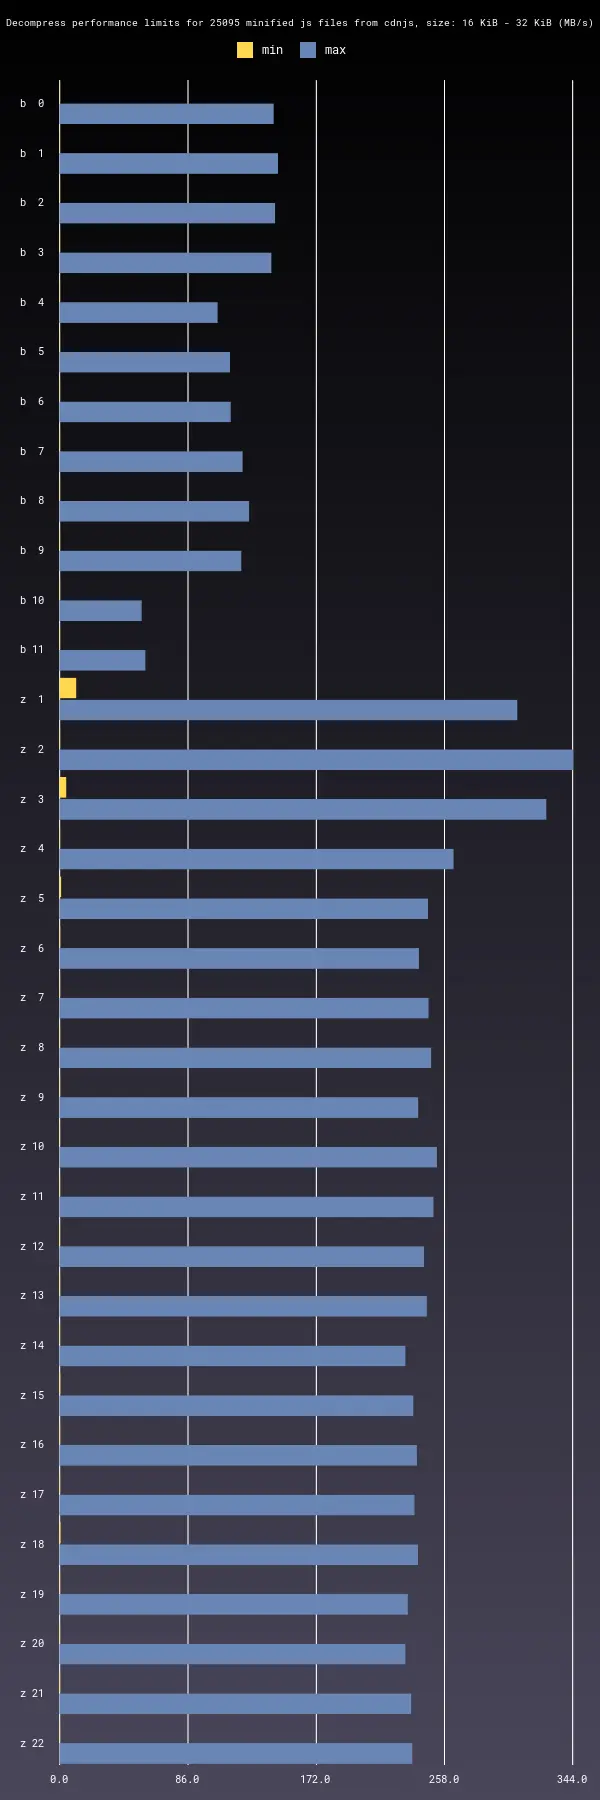 Decompress performance limits for 25095 minified js files from cdnjs, size: 16 KiB - 32 KiB (MB/s)
min max
b 0
b 1
b 2
b 3
b 4
b 5
b 6
b 7
b 8
b 9
b 10
b 11
z 1
z 2
z 3
z 4
z 5
z 6
z 7
z 8
z 9
z 10
z 11
z 12
z 13
z 14
z 15
z 16
z 17
z 18
z 19
z 20
z 21
z 22
0.0 86.0 172.0 258.0 344.0